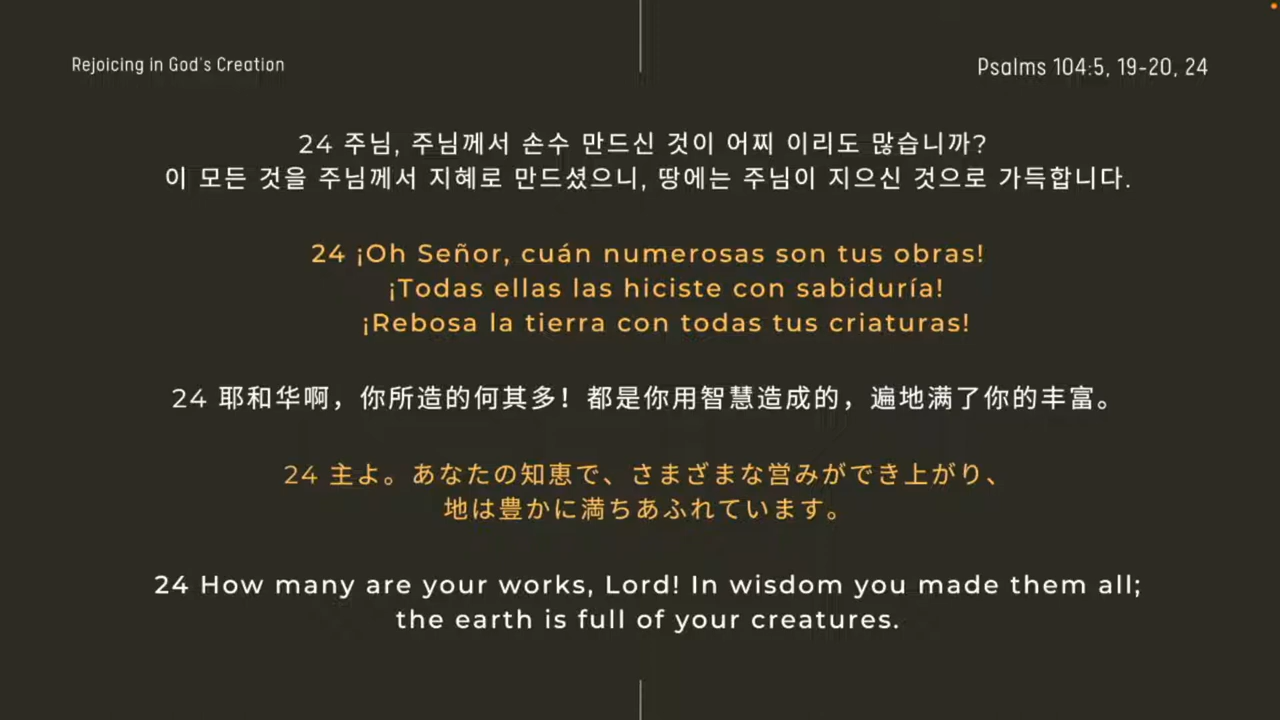 Rejoicing in God's Creation
Psalms 104:5, 19-20, 24
24 주님, 주님께서 손수 만드신 것이 어찌 이리도 많습니까?
이 모든 것을 주님께서 지혜로 만드셨으니, 땅에는 주님이 지으신 것으로 가득합니다.
24 ¡Oh Señor, cuán numerosas son tus obras!
¡Todas ellas las hiciste con sabiduría!
¡Rebosa la tierra con todas tus criaturas!
24 耶和华啊，你所造的何其多！都是你用智慧造成的，遍地满了你的丰富。
24 主よ。あなたの知恵で、さまざまな営みができ上がり、
地は豊かに満ちあふれています。
24 How many are your works, Lord! In wisdom you made them all;
the earth is full of your creatures.